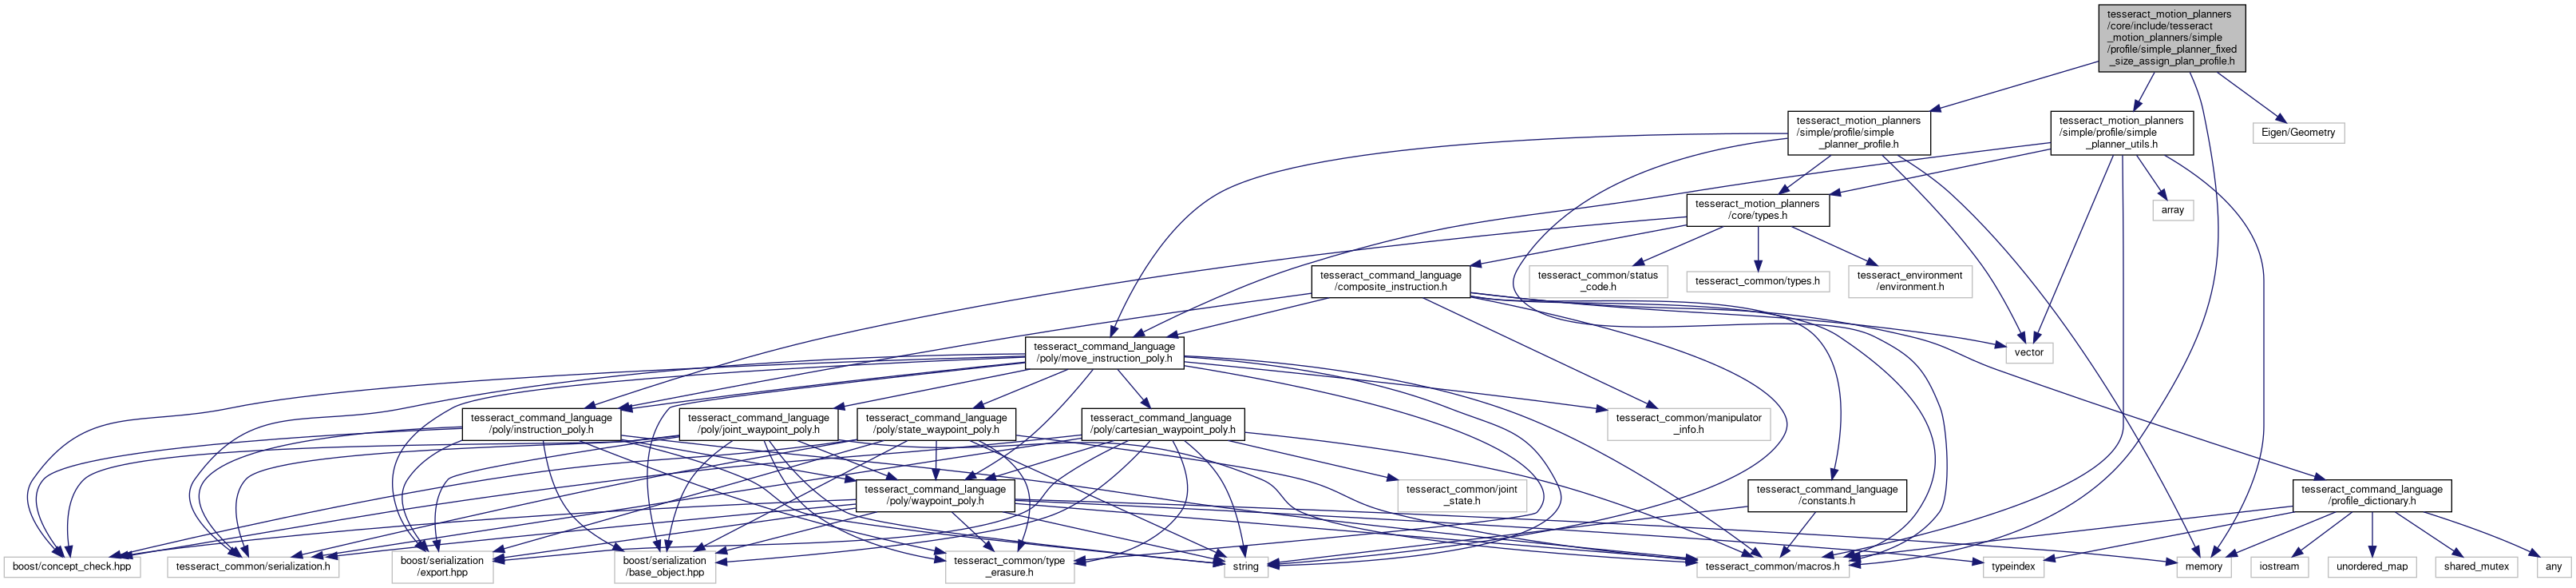 tesseract_motion_planners
/core/include/tesseract
_motion_planners/simple
/profile/simple_planner_fixed
_size_assign_plan_profile.h
tesseract_motion_planners
/simple/profile/simple
_planner_profile.h
tesseract_motion_planners
/simple/profile/simple
_planner_utils.h
Eigen/Geometry
tesseract_motion_planners
/core/types.h
array
tesseract_command_language
/composite_instruction.h
tesseract_common/status
_code.h
tesseract_common/types.h
tesseract_environment
/environment.h
tesseract_command_language
/poly/move_instruction_poly.h
vector
tesseract_command_language
/poly/instruction_poly.h
tesseract_command_language
/poly/joint_waypoint_poly.h
tesseract_command_language
/poly/state_waypoint_poly.h
tesseract_command_language
/poly/cartesian_waypoint_poly.h
tesseract_common/manipulator
_info.h
tesseract_command_language
/poly/waypoint_poly.h
tesseract_common/joint
_state.h
tesseract_command_language
/constants.h
tesseract_command_language
/profile_dictionary.h
boost/concept_check.hpp
tesseract_common/serialization.h
boost/serialization
/export.hpp
boost/serialization
/base_object.hpp
tesseract_common/type
_erasure.h
string
tesseract_common/macros.h
typeindex
memory
iostream
unordered_map
shared_mutex
any